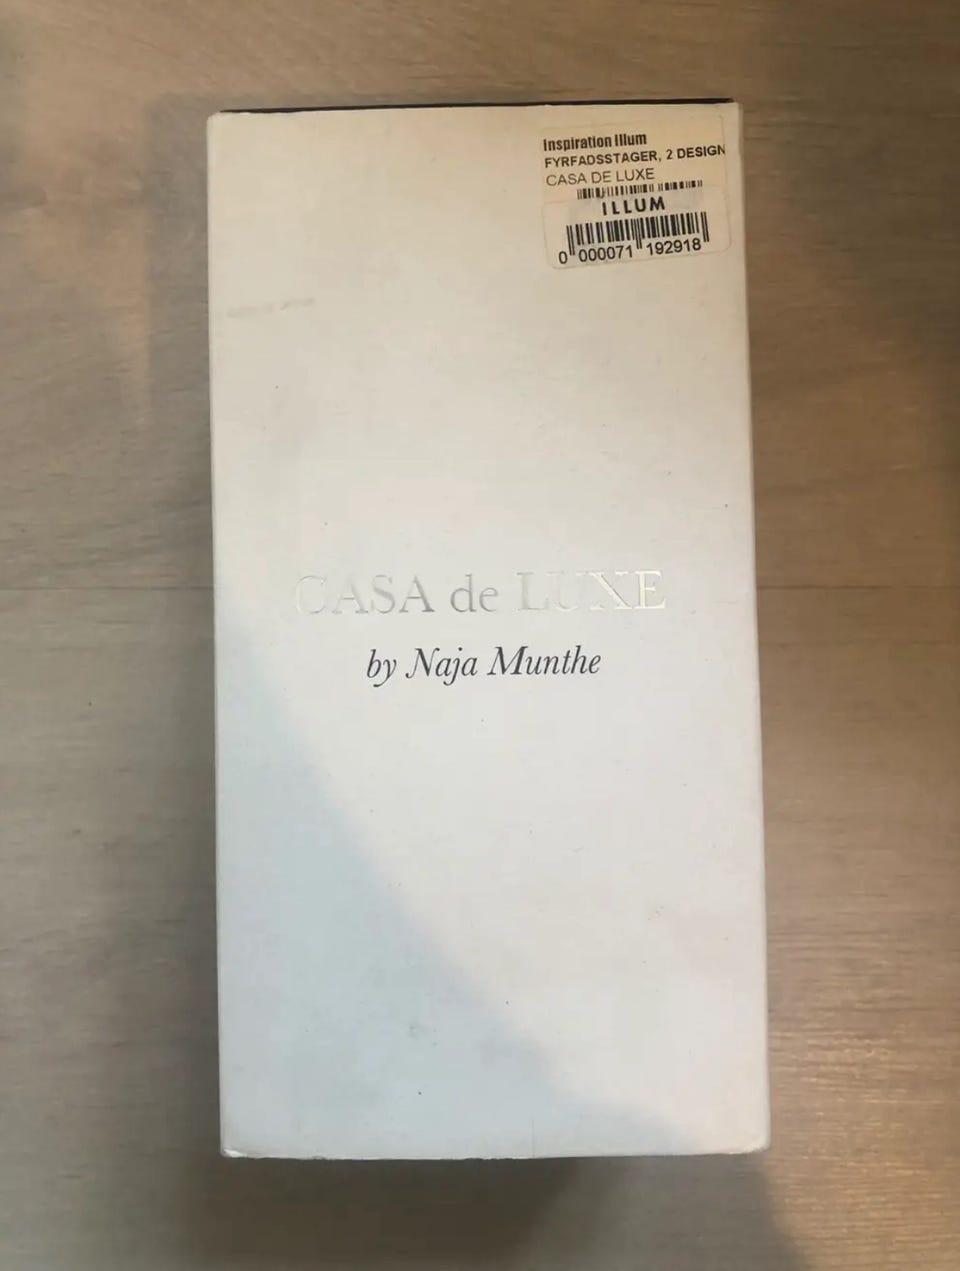 Inspiration Illum
FYRFADSSTAGER, 2 DESIGN
CASA DE LUXE
ILLUM
0 000071 192918
CASA de LUXE
by Naja Munthe